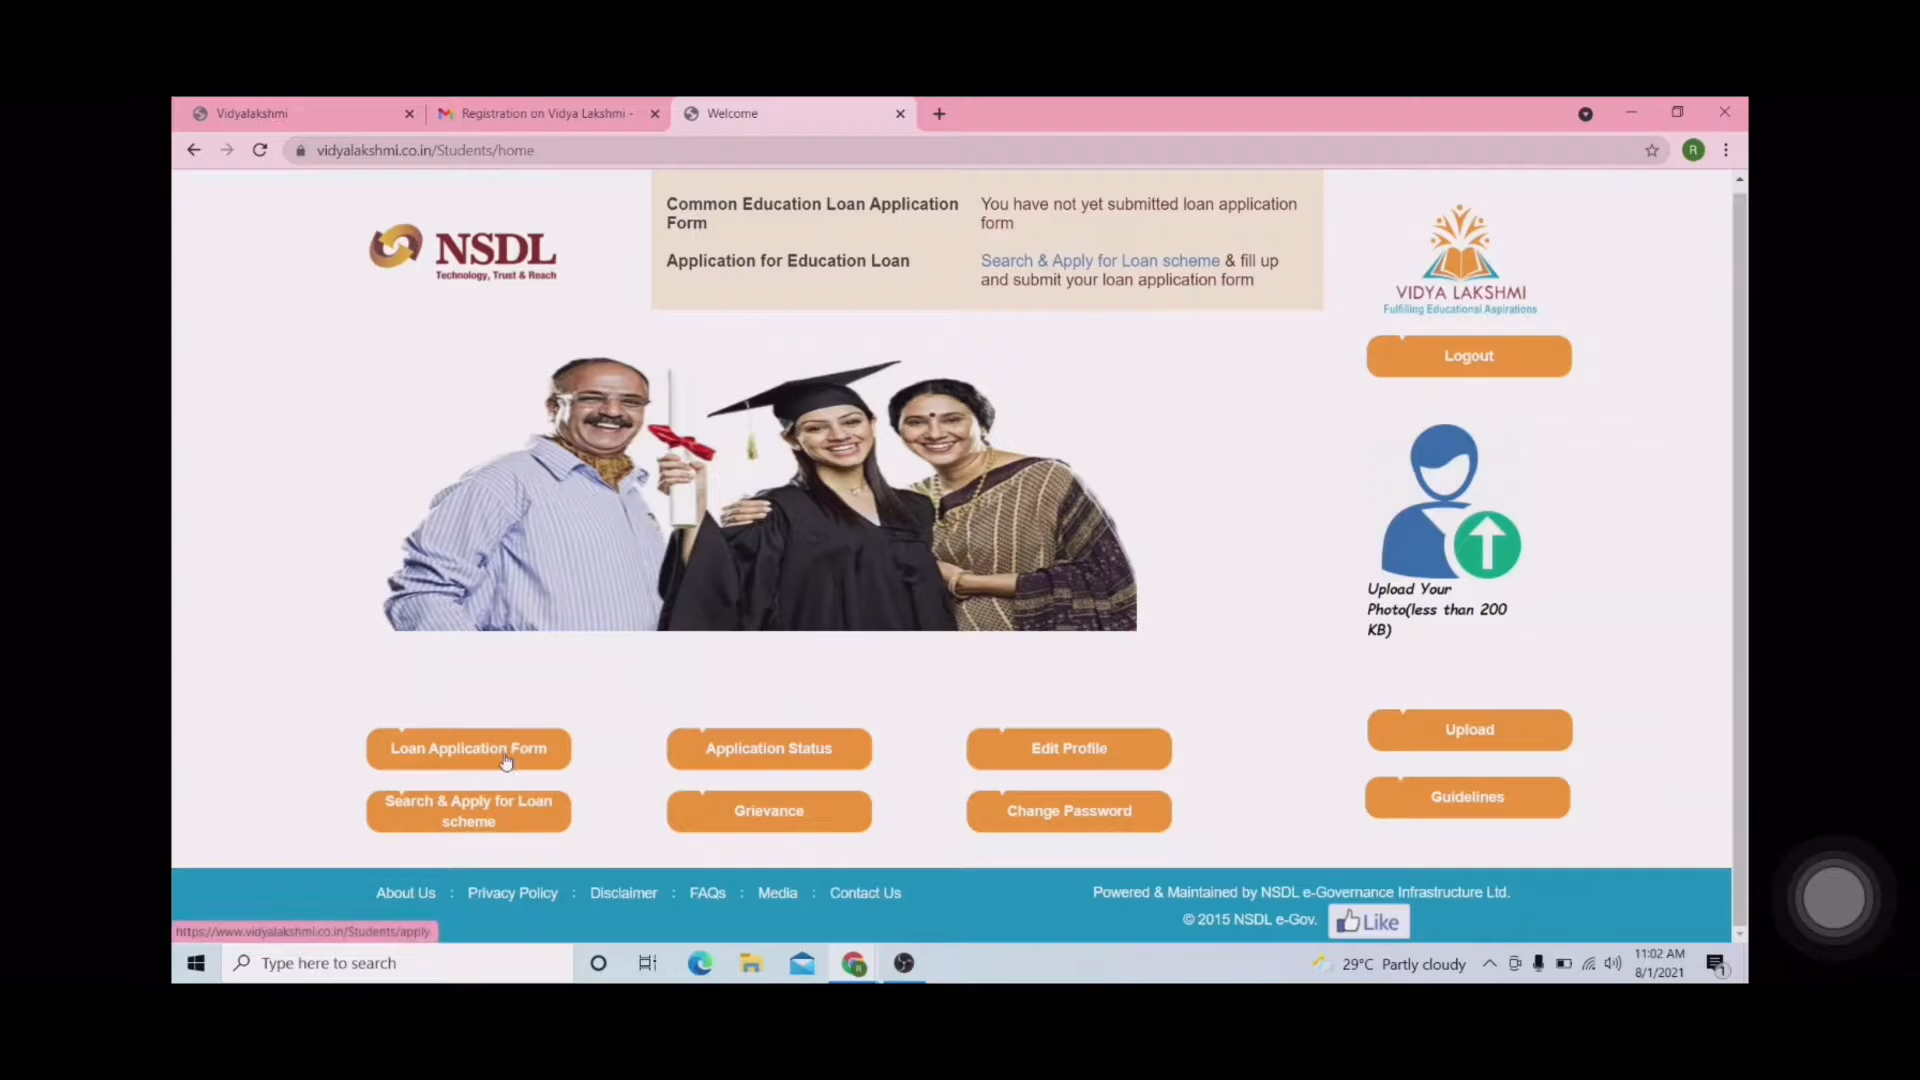 Vidyalakshmi
Registration on Vidya Lakshmi -
Welcome
vidyalakshmi.co.in/Students/home
R
NSDL
Technology, Trust & Reach
Common Education Loan Application
Form
You have not yet submitted loan application
form
Application for Education Loan
Search & Apply for Loan scheme & fill up
and submit your loan application form
VIDYA LAKSHMI
Fulfilling Educational Aspirations
Logout
Upload Your
Photo(less than 200
KB)
Loan Application Form
Application Status
Edit Profile
Upload
Search & Apply for Loan
scheme
Grievance
Change Password
Guidelines
About Us : Privacy Policy : Disclaimer : FAQs : Media : Contact Us
Powered & Maintained by NSDL e-Governance Infrastructure Ltd.
© 2015 NSDL e-Gov.
Like
https://www.vidyalakshmi.co.in/Students/apply
Type here to search
R
29°C Partly cloudy
11:02 AM
8/1/2021
1